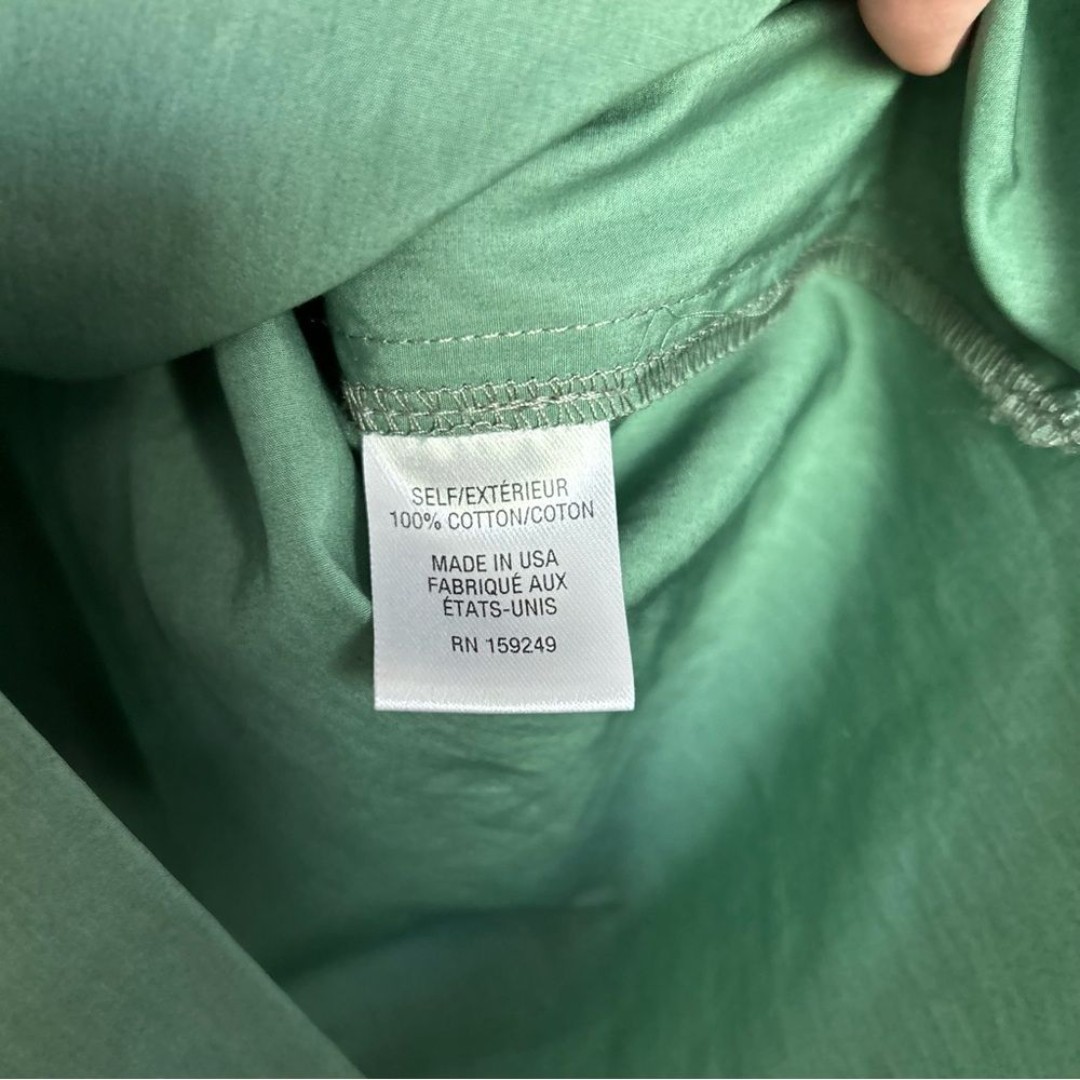 SELF/EXTÉRIEUR
100% COTTON/COTON
MADE IN USA
FABRIQUÉ AUX
ÉTATS-UNIS
RN 159249